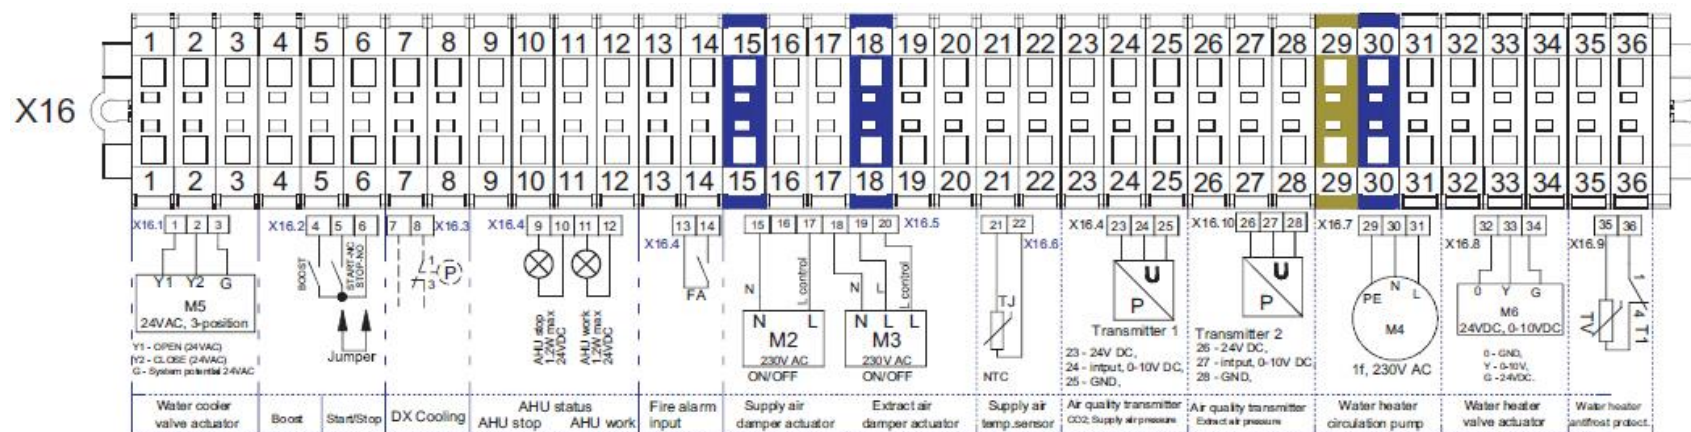 1 2 3 4 5 6 7 8 9 10 11 12 13 14 15 16 17 18 19 20 21 22 23 24 25 26 27 28 29 30 31 32 33 34 35 36
X16
1 2 3 4 5 6 7 8 9 10 11 12 13 14 15 16 17 18 19 20 21 22 23 24 25 26 27 28 29 30 31 32 33 34 35 36
X16.1 1 2 3
Y1 Y2 G
M5
24VAC, 3-position
Y1 - OPEN (24VAC)
Y2 - CLOSE (24VAC)
G - System potential 24VAC
Water cooler
valve actuator
X16.2 4 5 6
BOOST
START-NC
STOP-NO
Jumper
Boost
Start/Stop
7 8 X16.3
1
3
P
DX Cooling
X16.4 9 10 11 12
AHU stop
1.2W max
24VDC
AHU work
1.2W max
24VDC
AHU status
AHU stop AHU work
13 14
X16.4
FA
Fire alarm
input
15 16 17 18 19 20 X16.5
N
L control
N L
M2
230V AC
ON/OFF
Supply air
damper actuator
N
L
L control
N L L
M3
230V AC
ON/OFF
Extract air
damper actuator
21 22
X16.6
TJ
NTC
Supply air
temp.sensor
X16.4 23 24 25
U
P
Transmitter 1
23 - 24V DC,
24 - intput, 0-10V DC,
25 - GND,
Air quality transmitter
CO2; Supply air pressure
X16.10 26 27 28
U
P
Transmitter 2
26 - 24V DC,
27 - intput, 0-10V DC,
28 - GND,
Air quality transmitter
Extract air pressure
X16.7 29 30 31
PE N L
M4
1f, 230V AC
Water heater
circulation pump
32 33 34
X16.8
0 Y G
M6
24VDC, 0-10VDC
0 - GND,
Y - 0-10V,
G - 24VDC.
Water heater
valve actuator
35 36
X16.9
TV
1
4
T1
Water heater
antifrost protect.